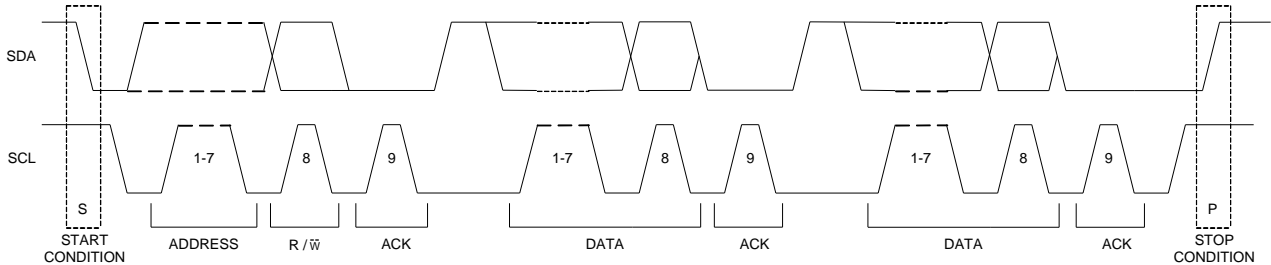 SDA
SCL
1-7 8 9 1-7 8 9 1-7 8 9
S P
START CONDITION ADDRESS R / W̅ ACK DATA ACK DATA ACK STOP CONDITION